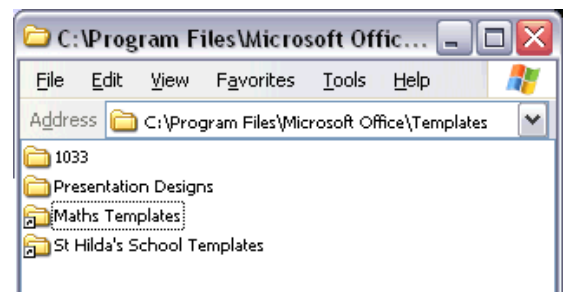 C:\Program Files\Microsoft Offic...
File Edit View Favorites Tools Help
Address C:\Program Files\Microsoft Office\Templates
1033
Presentation Designs
Maths Templates
St Hilda's School Templates